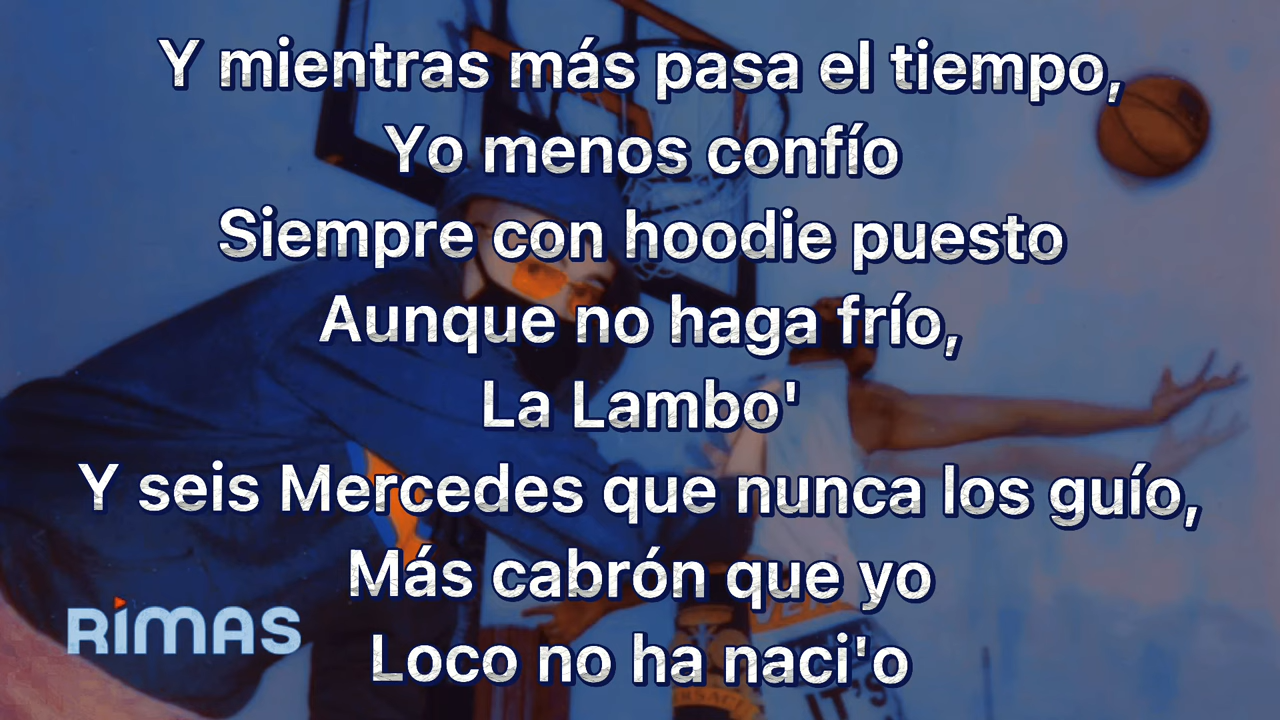 Y mientras más pasa el tiempo,
Yo menos confío
Siempre con hoodie puesto
Aunque no haga frío,
La Lambo'
Y seis Mercedes que nunca los guío,
Más cabrón que yo
Loco no ha naci'o
RIMAS
IT'S